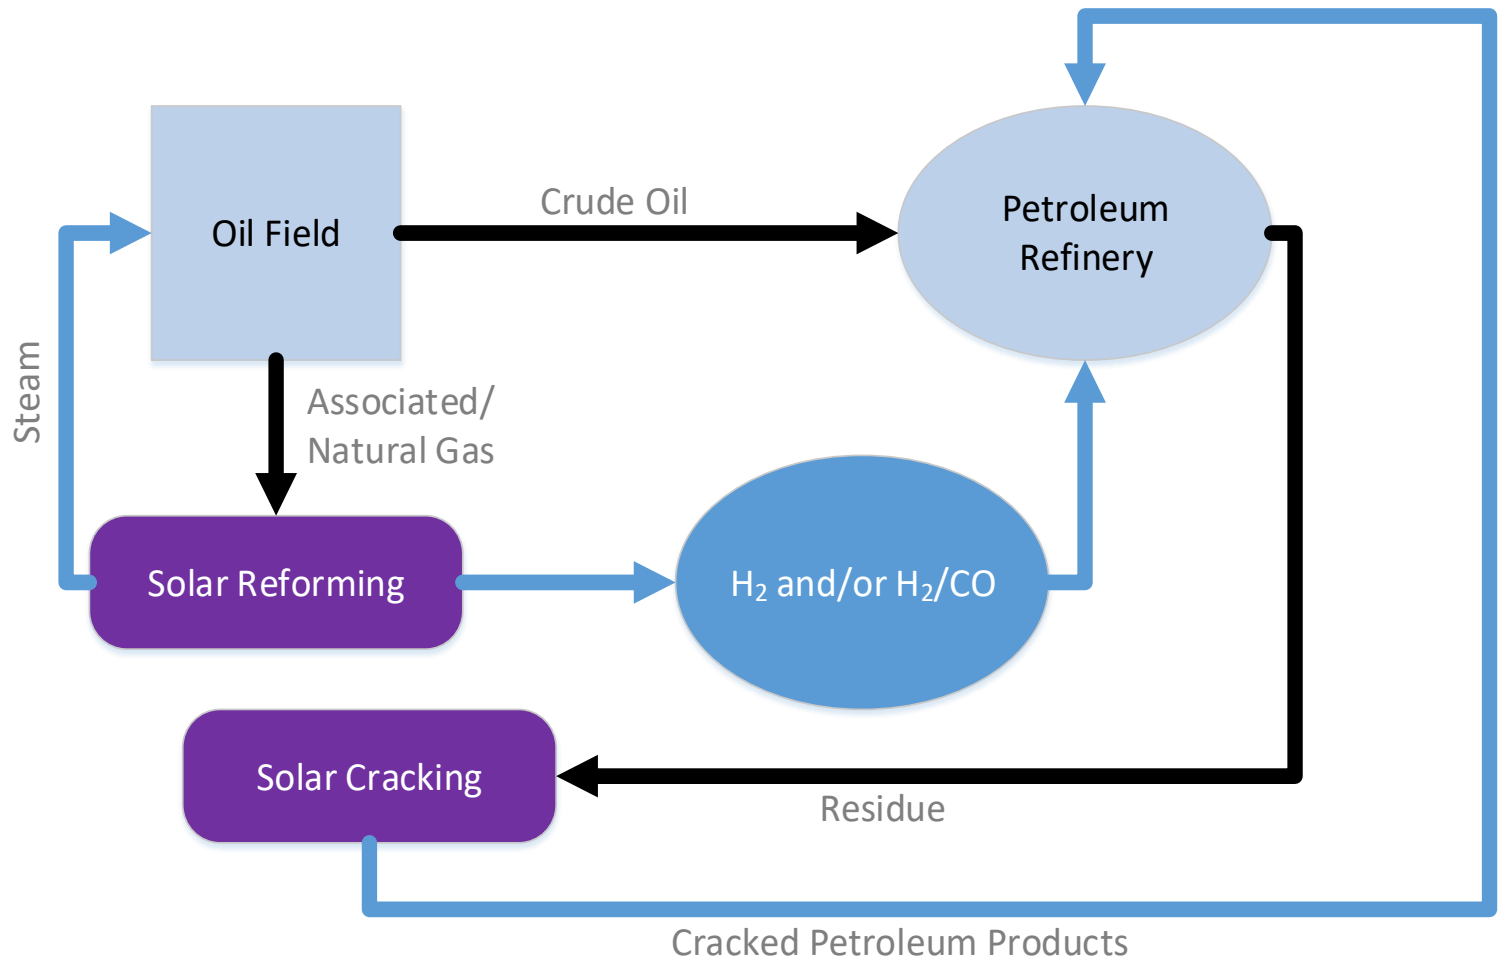 Crude Oil
Oil Field
Petroleum
Refinery
Steam
Associated/
Natural Gas
Solar Reforming
H₂ and/or H₂/CO
Solar Cracking
Residue
Cracked Petroleum Products